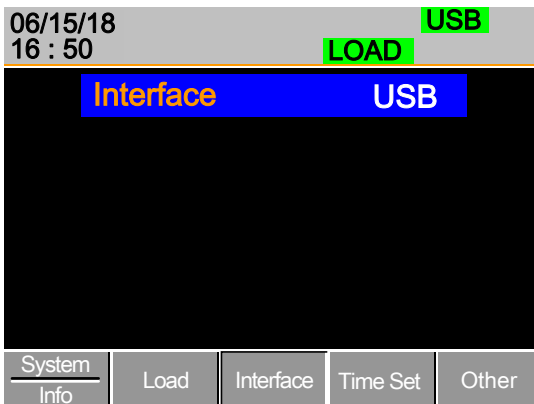 06/15/18 USB
16 : 50 LOAD
Interface USB
System
Info Load Interface Time Set Other